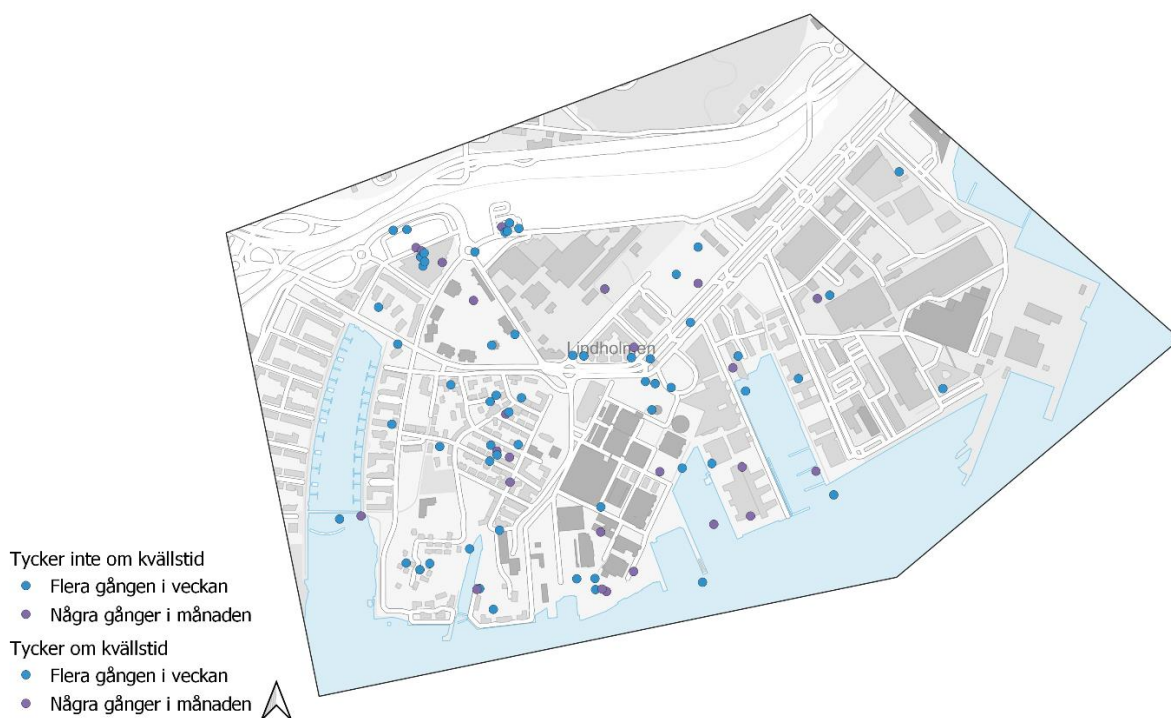 Lindholmen
Tycker inte om kvällstid
Flera gången i veckan
Några gånger i månaden
Tycker om kvällstid
Flera gången i veckan
Några gånger i månaden